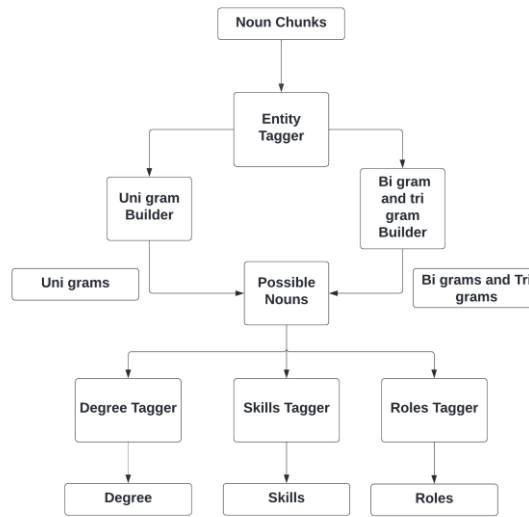 Noun Chunks
Entity
Tagger
Uni gram
Builder
Bi gram
and tri
gram
Builder
Uni grams
Possible
Nouns
Bi grams and Tri
grams
Degree Tagger
Skills Tagger
Roles Tagger
Degree
Skills
Roles